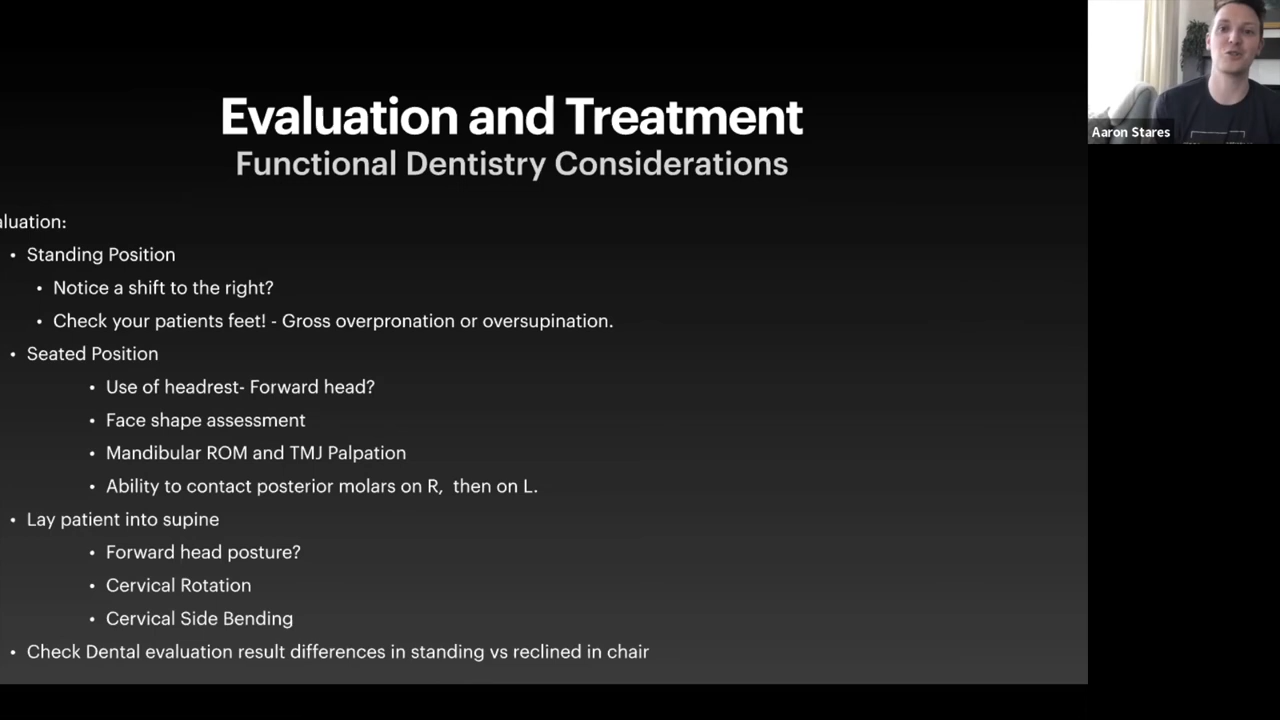 Evaluation and Treatment
Functional Dentistry Considerations
aluation:
• Standing Position
• Notice a shift to the right?
• Check your patients feet! - Gross overpronation or oversupination.
• Seated Position
• Use of headrest- Forward head?
• Face shape assessment
• Mandibular ROM and TMJ Palpation
• Ability to contact posterior molars on R, then on L.
• Lay patient into supine
• Forward head posture?
• Cervical Rotation
• Cervical Side Bending
• Check Dental evaluation result differences in standing vs reclined in chair
Aaron Stares